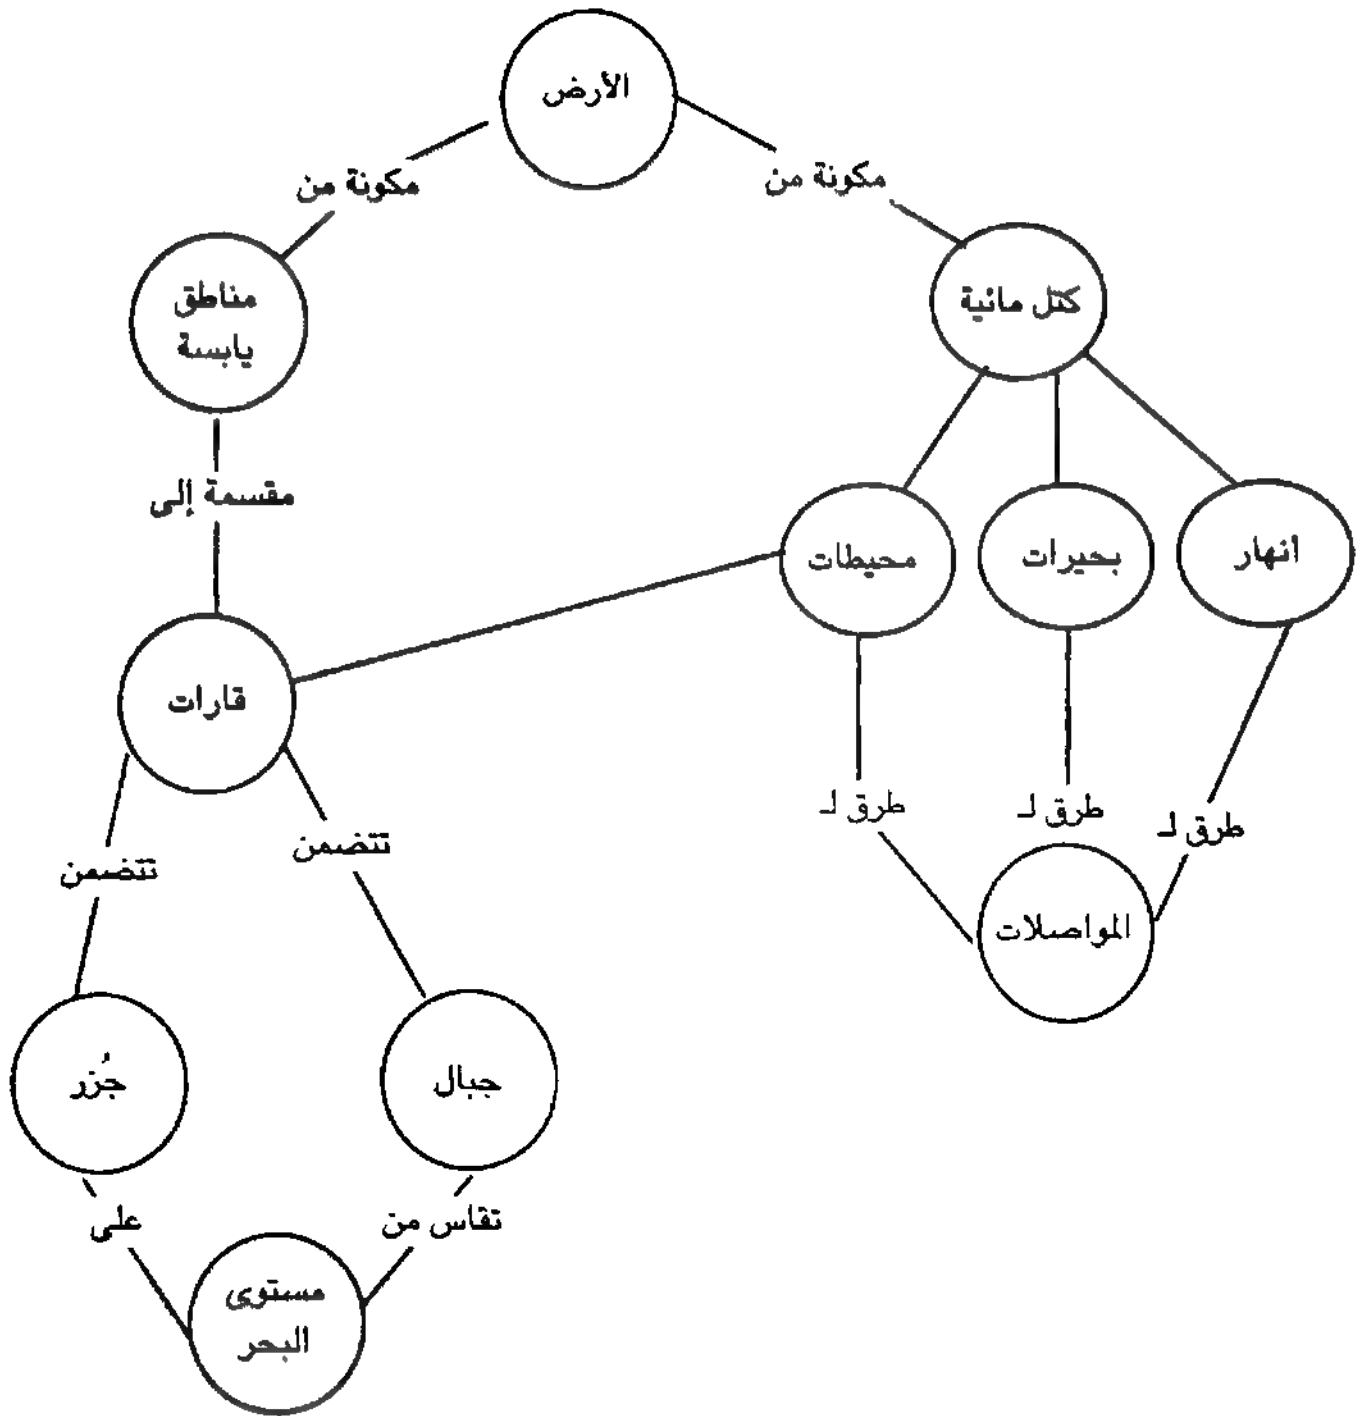 الأرض
مكونة من
مكونة من
كتل مائية
مناطق
يابسة
مقسمة إلى
أنهار
بحيرات
محيطات
قارات
طرق لـ
طرق لـ
طرق لـ
تتضمن
تتضمن
المواصلات
جبال
جُزر
تقاس من
على
مستوى
البحر